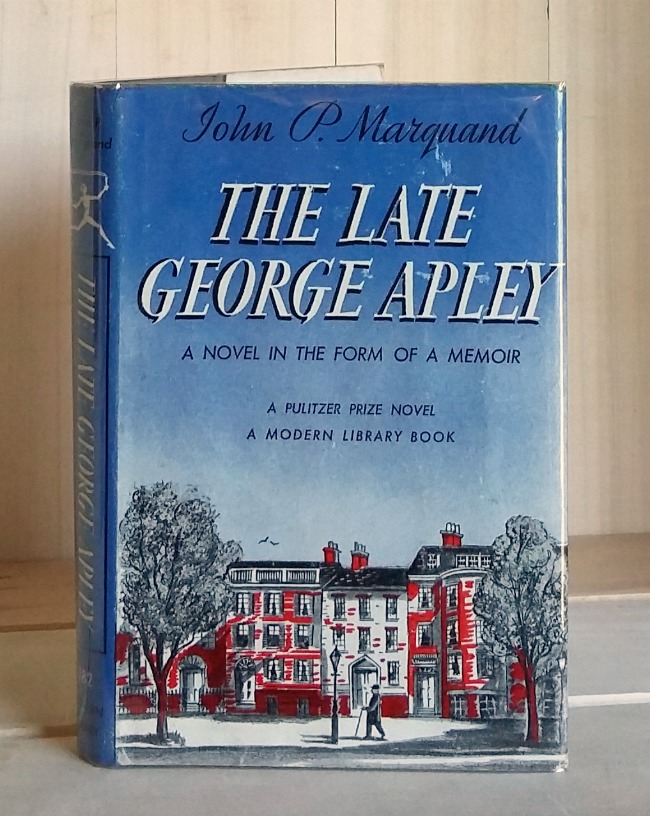 John P. Marquand
THE LATE
GEORGE APLEY
A NOVEL IN THE FORM OF A MEMOIR
A PULITZER PRIZE NOVEL
A MODERN LIBRARY BOOK
THE LATE GEORGE APLEY